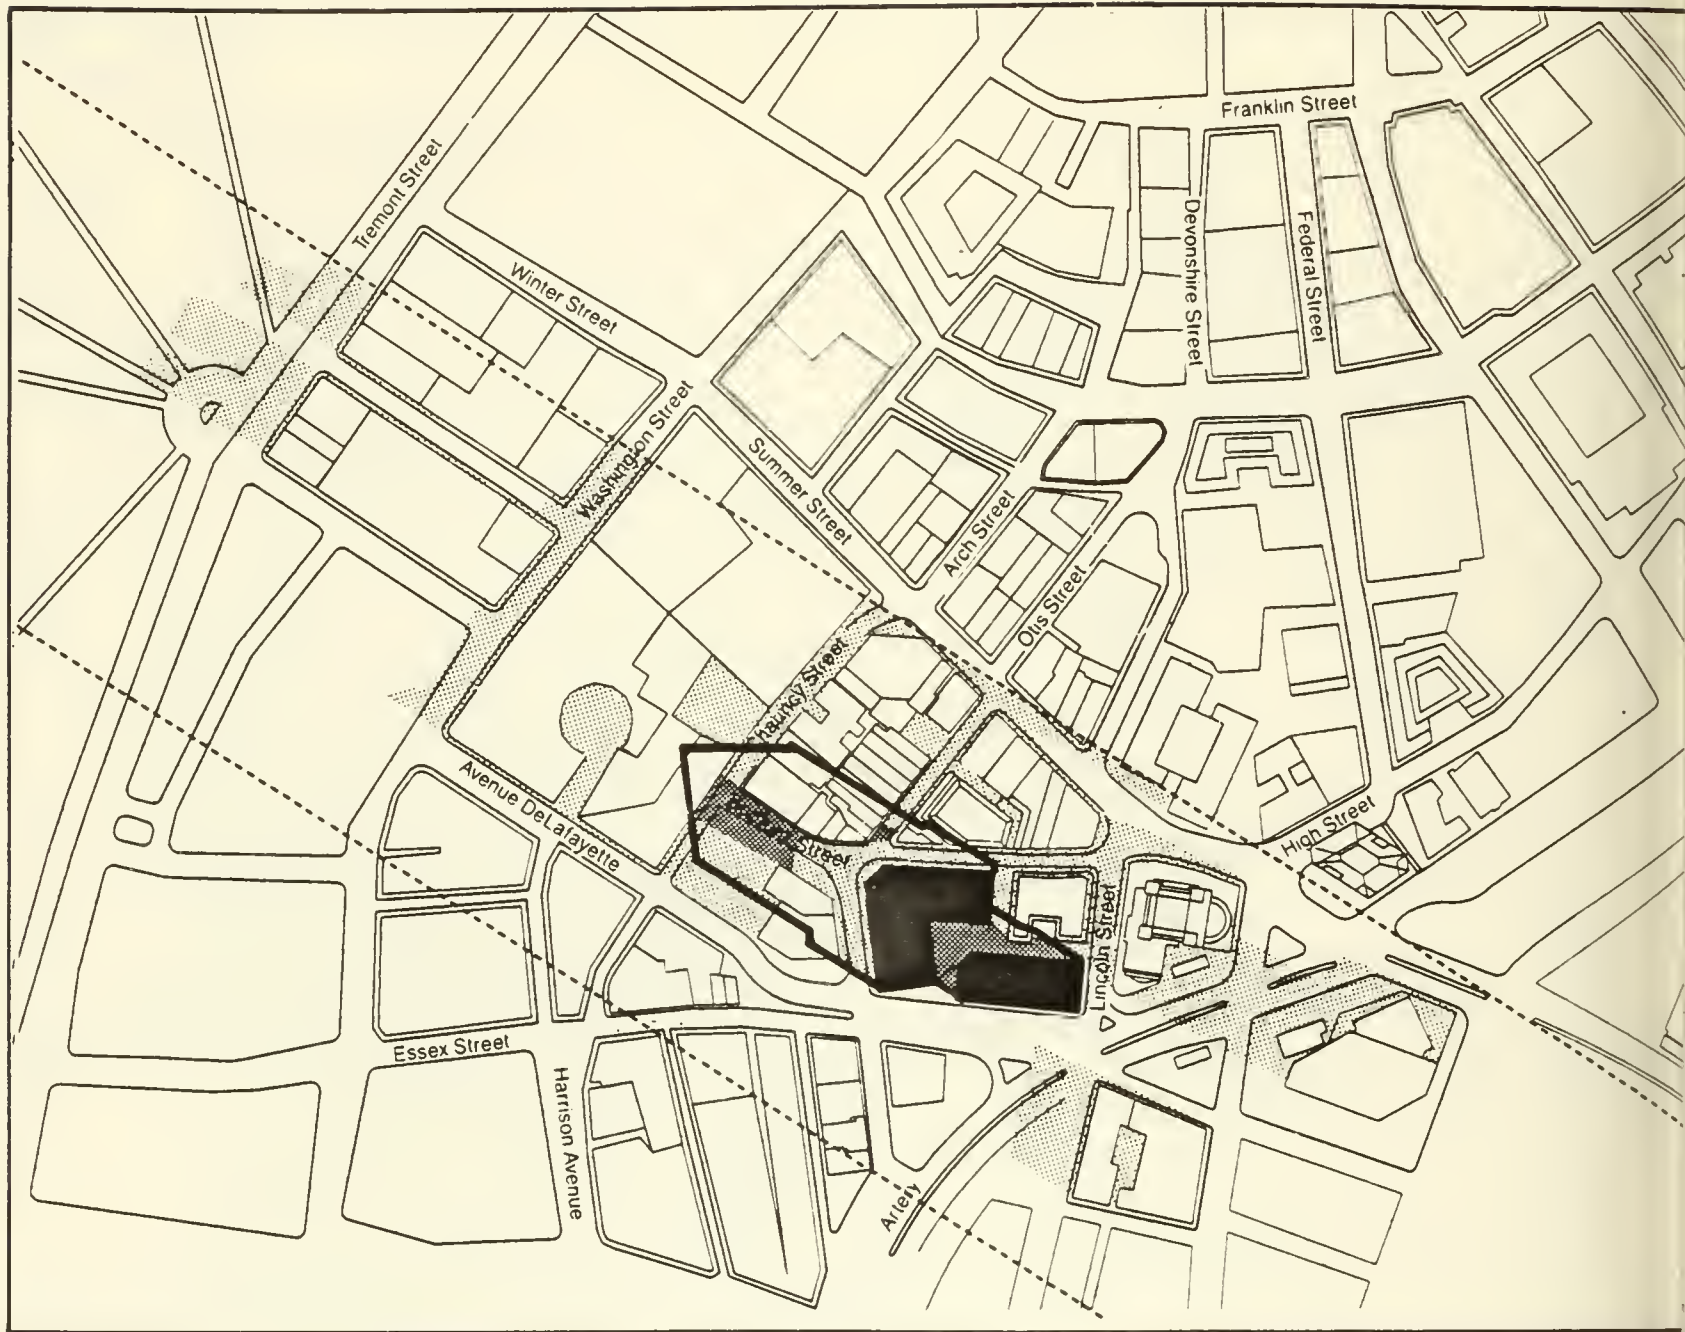 Franklin Street
Tremont Street
Devonshire Street
Federal Street
Winter Street
Washington Street
Summer Street
Arch Street
Otis Street
Chauncy Street
Avenue DeLafayette
High Street
Street
Lincoln Street
Essex Street
Harrison Avenue
Artery